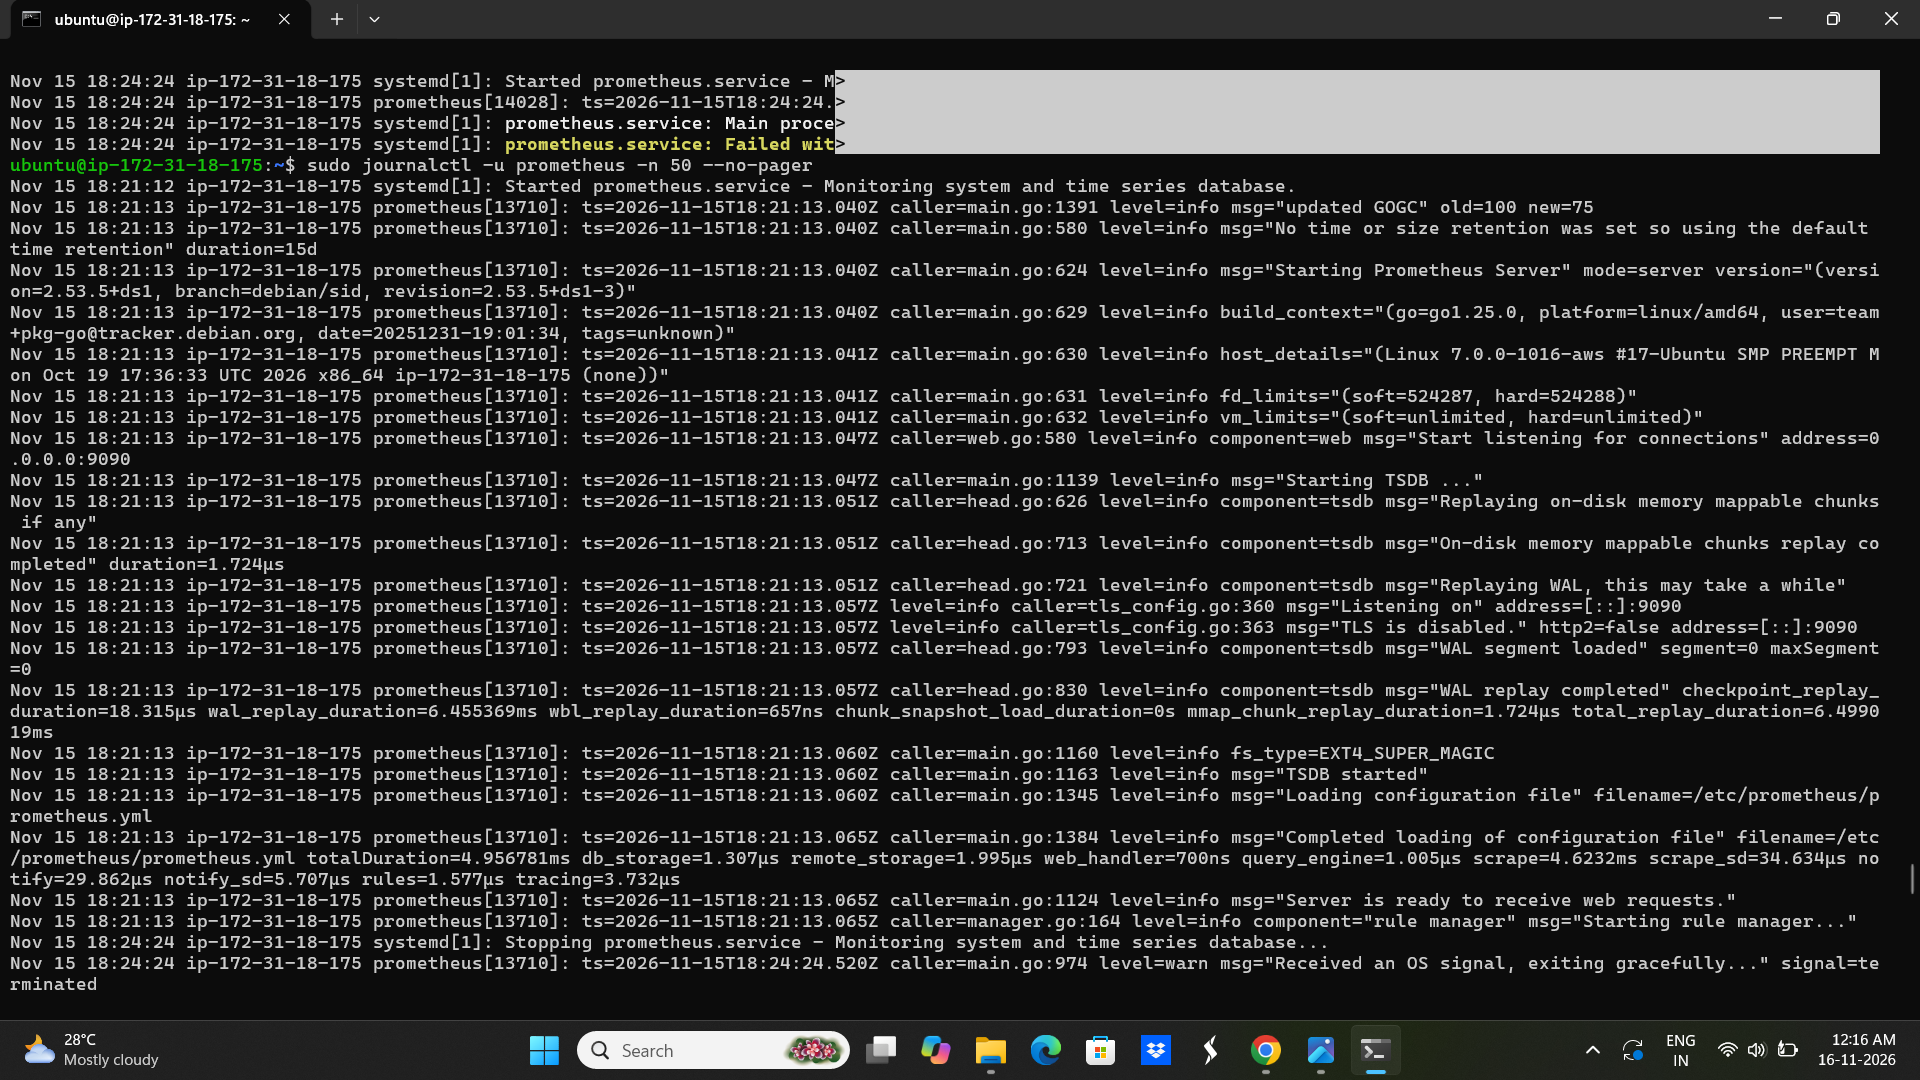 ubuntu@ip-172-31-18-175: ~
Nov 15 18:24:24 ip-172-31-18-175 systemd[1]: Started prometheus.service - M>
Nov 15 18:24:24 ip-172-31-18-175 prometheus[14028]: ts=2026-11-15T18:24:24.>
Nov 15 18:24:24 ip-172-31-18-175 systemd[1]: prometheus.service: Main proce>
Nov 15 18:24:24 ip-172-31-18-175 systemd[1]: prometheus.service: Failed wit>
ubuntu@ip-172-31-18-175:~$ sudo journalctl -u prometheus -n 50 --no-pager
Nov 15 18:21:12 ip-172-31-18-175 systemd[1]: Started prometheus.service - Monitoring system and time series database.
Nov 15 18:21:13 ip-172-31-18-175 prometheus[13710]: ts=2026-11-15T18:21:13.040Z caller=main.go:1391 level=info msg="updated GOGC" old=100 new=75
Nov 15 18:21:13 ip-172-31-18-175 prometheus[13710]: ts=2026-11-15T18:21:13.040Z caller=main.go:580 level=info msg="No time or size retention was set so using the default
time retention" duration=15d
Nov 15 18:21:13 ip-172-31-18-175 prometheus[13710]: ts=2026-11-15T18:21:13.040Z caller=main.go:624 level=info msg="Starting Prometheus Server" mode=server version="(versi
on=2.53.5+ds1, branch=debian/sid, revision=2.53.5+ds1-3)"
Nov 15 18:21:13 ip-172-31-18-175 prometheus[13710]: ts=2026-11-15T18:21:13.040Z caller=main.go:629 level=info build_context="(go=go1.25.0, platform=linux/amd64, user=team
+pkg-go@tracker.debian.org, date=20251231-19:01:34, tags=unknown)"
Nov 15 18:21:13 ip-172-31-18-175 prometheus[13710]: ts=2026-11-15T18:21:13.041Z caller=main.go:630 level=info host_details="(Linux 7.0.0-1016-aws #17-Ubuntu SMP PREEMPT M
on Oct 19 17:36:33 UTC 2026 x86_64 ip-172-31-18-175 (none))"
Nov 15 18:21:13 ip-172-31-18-175 prometheus[13710]: ts=2026-11-15T18:21:13.041Z caller=main.go:631 level=info fd_limits="(soft=524287, hard=524288)"
Nov 15 18:21:13 ip-172-31-18-175 prometheus[13710]: ts=2026-11-15T18:21:13.041Z caller=main.go:632 level=info vm_limits="(soft=unlimited, hard=unlimited)"
Nov 15 18:21:13 ip-172-31-18-175 prometheus[13710]: ts=2026-11-15T18:21:13.047Z caller=web.go:580 level=info component=web msg="Start listening for connections" address=0
.0.0.0:9090
Nov 15 18:21:13 ip-172-31-18-175 prometheus[13710]: ts=2026-11-15T18:21:13.047Z caller=main.go:1139 level=info msg="Starting TSDB ..."
Nov 15 18:21:13 ip-172-31-18-175 prometheus[13710]: ts=2026-11-15T18:21:13.051Z caller=head.go:626 level=info component=tsdb msg="Replaying on-disk memory mappable chunks
 if any"
Nov 15 18:21:13 ip-172-31-18-175 prometheus[13710]: ts=2026-11-15T18:21:13.051Z caller=head.go:713 level=info component=tsdb msg="On-disk memory mappable chunks replay co
mpleted" duration=1.724µs
Nov 15 18:21:13 ip-172-31-18-175 prometheus[13710]: ts=2026-11-15T18:21:13.051Z caller=head.go:721 level=info component=tsdb msg="Replaying WAL, this may take a while"
Nov 15 18:21:13 ip-172-31-18-175 prometheus[13710]: ts=2026-11-15T18:21:13.057Z level=info caller=tls_config.go:360 msg="Listening on" address=[::]:9090
Nov 15 18:21:13 ip-172-31-18-175 prometheus[13710]: ts=2026-11-15T18:21:13.057Z level=info caller=tls_config.go:363 msg="TLS is disabled." http2=false address=[::]:9090
Nov 15 18:21:13 ip-172-31-18-175 prometheus[13710]: ts=2026-11-15T18:21:13.057Z caller=head.go:793 level=info component=tsdb msg="WAL segment loaded" segment=0 maxSegment
=0
Nov 15 18:21:13 ip-172-31-18-175 prometheus[13710]: ts=2026-11-15T18:21:13.057Z caller=head.go:830 level=info component=tsdb msg="WAL replay completed" checkpoint_replay_
duration=18.315µs wal_replay_duration=6.455369ms wbl_replay_duration=657ns chunk_snapshot_load_duration=0s mmap_chunk_replay_duration=1.724µs total_replay_duration=6.4990
19ms
Nov 15 18:21:13 ip-172-31-18-175 prometheus[13710]: ts=2026-11-15T18:21:13.060Z caller=main.go:1160 level=info fs_type=EXT4_SUPER_MAGIC
Nov 15 18:21:13 ip-172-31-18-175 prometheus[13710]: ts=2026-11-15T18:21:13.060Z caller=main.go:1163 level=info msg="TSDB started"
Nov 15 18:21:13 ip-172-31-18-175 prometheus[13710]: ts=2026-11-15T18:21:13.060Z caller=main.go:1345 level=info msg="Loading configuration file" filename=/etc/prometheus/p
rometheus.yml
Nov 15 18:21:13 ip-172-31-18-175 prometheus[13710]: ts=2026-11-15T18:21:13.065Z caller=main.go:1384 level=info msg="Completed loading of configuration file" filename=/etc
/prometheus/prometheus.yml totalDuration=4.956781ms db_storage=1.307µs remote_storage=1.995µs web_handler=700ns query_engine=1.005µs scrape=4.6232ms scrape_sd=34.634µs no
tify=29.862µs notify_sd=5.707µs rules=1.577µs tracing=3.732µs
Nov 15 18:21:13 ip-172-31-18-175 prometheus[13710]: ts=2026-11-15T18:21:13.065Z caller=main.go:1124 level=info msg="Server is ready to receive web requests."
Nov 15 18:21:13 ip-172-31-18-175 prometheus[13710]: ts=2026-11-15T18:21:13.065Z caller=manager.go:164 level=info component="rule manager" msg="Starting rule manager..."
Nov 15 18:24:24 ip-172-31-18-175 systemd[1]: Stopping prometheus.service - Monitoring system and time series database...
Nov 15 18:24:24 ip-172-31-18-175 prometheus[13710]: ts=2026-11-15T18:24:24.520Z caller=main.go:974 level=warn msg="Received an OS signal, exiting gracefully..." signal=te
rminated
28°C
Mostly cloudy
Search
ENG
IN
12:16 AM
16-11-2026